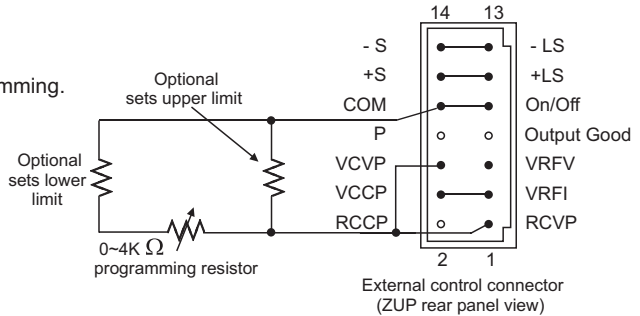 14 13
- S - LS
+S +LS
mming.
Optional
sets upper limit
COM On/Off
P Output Good
Optional
sets lower
limit
VCVP VRFV
VCCP VRFI
RCCP RCVP
0~4K Ω
programming resistor
2 1
External control connector
(ZUP rear panel view)